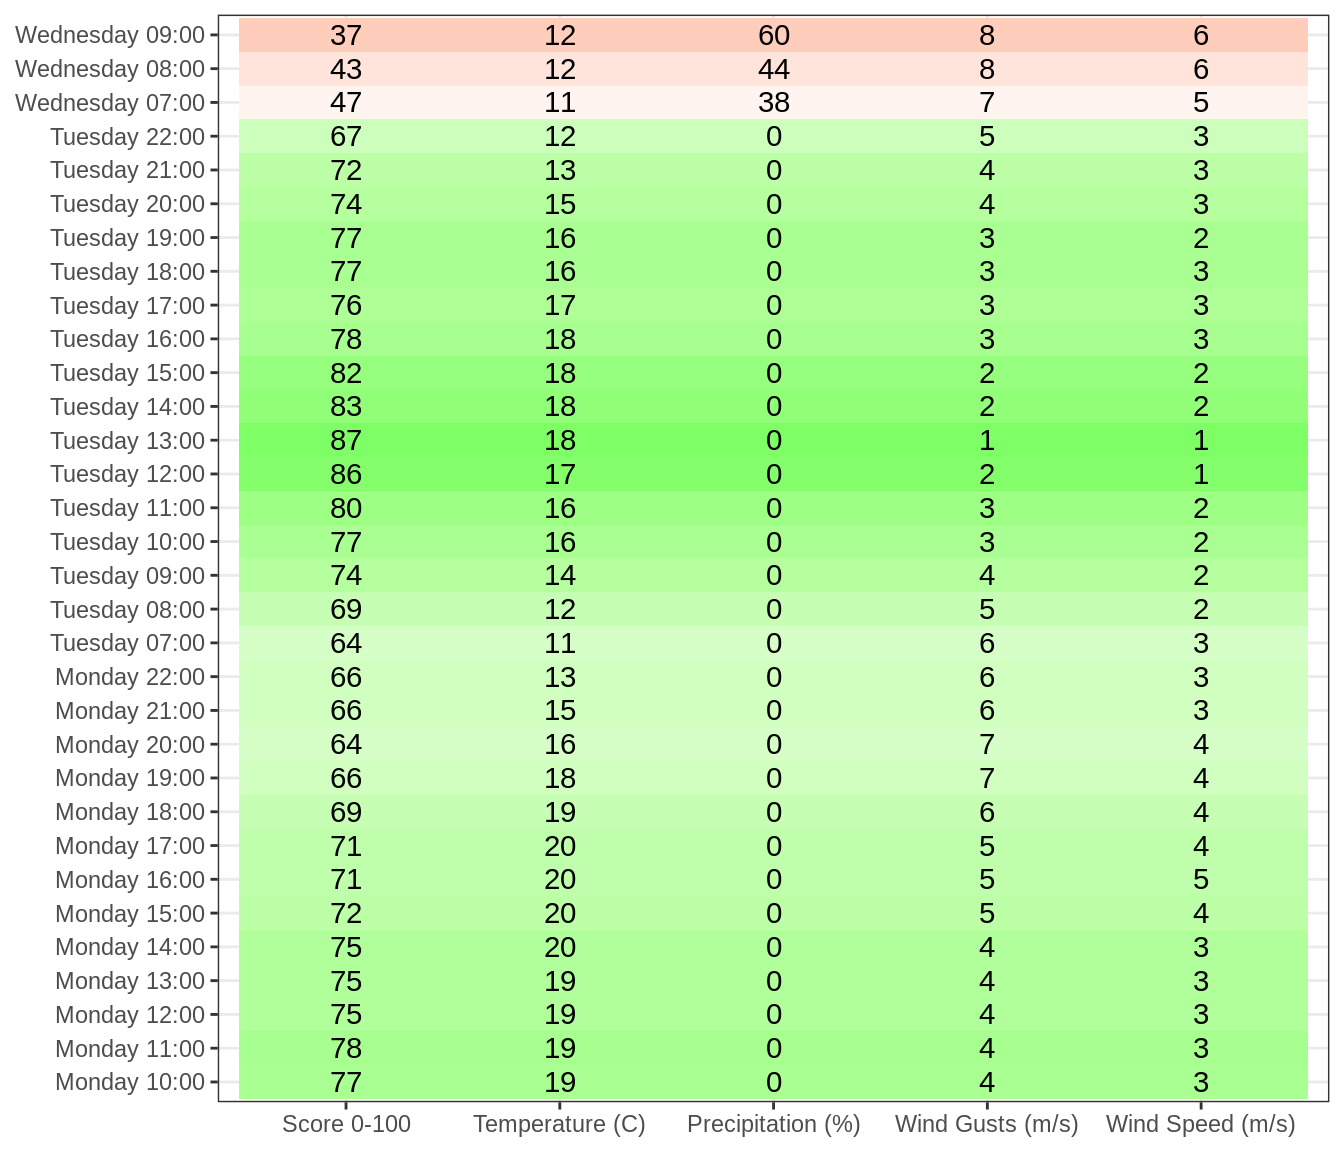 Wednesday 09:00 37 12 60 8 6
Wednesday 08:00 43 12 44 8 6
Wednesday 07:00 47 11 38 7 5
Tuesday 22:00 67 12 0 5 3
Tuesday 21:00 72 13 0 4 3
Tuesday 20:00 74 15 0 4 3
Tuesday 19:00 77 16 0 3 2
Tuesday 18:00 77 16 0 3 3
Tuesday 17:00 76 17 0 3 3
Tuesday 16:00 78 18 0 3 3
Tuesday 15:00 82 18 0 2 2
Tuesday 14:00 83 18 0 2 2
Tuesday 13:00 87 18 0 1 1
Tuesday 12:00 86 17 0 2 1
Tuesday 11:00 80 16 0 3 2
Tuesday 10:00 77 16 0 3 2
Tuesday 09:00 74 14 0 4 2
Tuesday 08:00 69 12 0 5 2
Tuesday 07:00 64 11 0 6 3
Monday 22:00 66 13 0 6 3
Monday 21:00 66 15 0 6 3
Monday 20:00 64 16 0 7 4
Monday 19:00 66 18 0 7 4
Monday 18:00 69 19 0 6 4
Monday 17:00 71 20 0 5 4
Monday 16:00 71 20 0 5 5
Monday 15:00 72 20 0 5 4
Monday 14:00 75 20 0 4 3
Monday 13:00 75 19 0 4 3
Monday 12:00 75 19 0 4 3
Monday 11:00 78 19 0 4 3
Monday 10:00 77 19 0 4 3
Score 0-100 Temperature (C) Precipitation (%) Wind Gusts (m/s) Wind Speed (m/s)